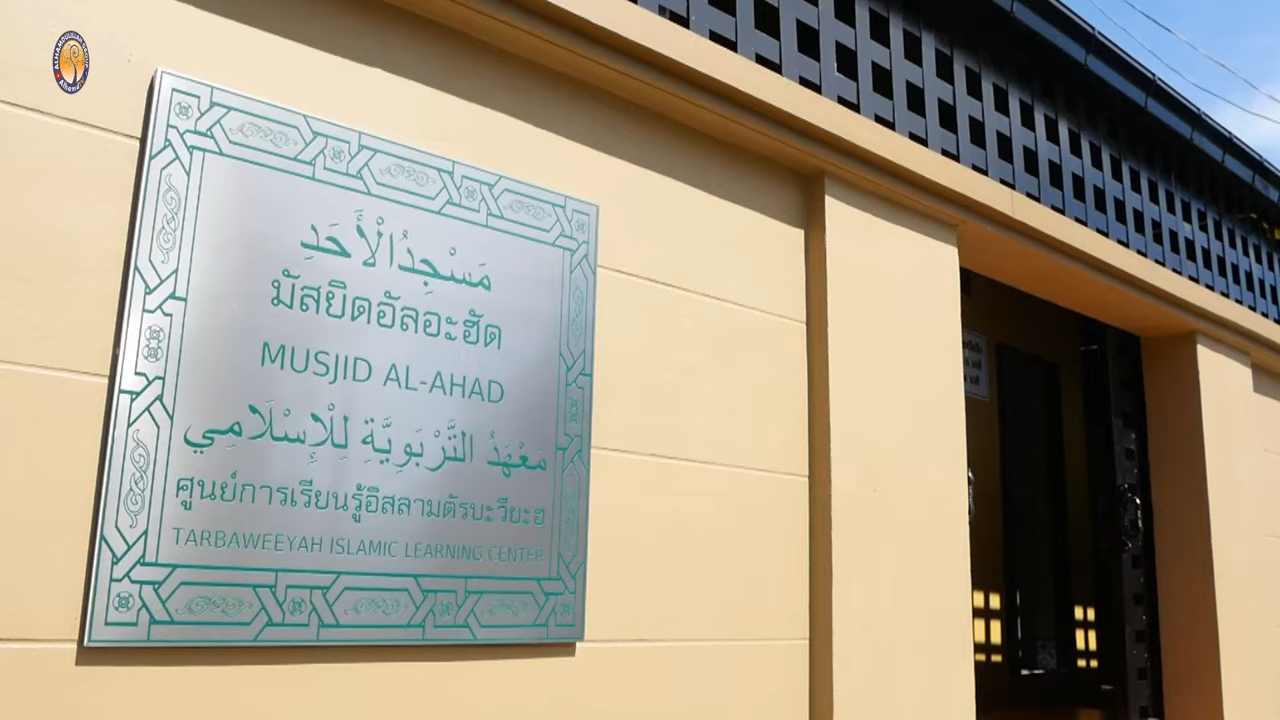 مَسْجِدُ الْأَحَدِ
มัสยิดอัลอะฮัด
MUSJID AL-AHAD
مَعْهَدُ التَّرْبَوِيَّةِ لِلْإِسْلَامِي
ศูนย์การเรียนรู้อิสลามตัรบะวียะฮ
TARBAWEEYAH ISLAMIC LEARNING CENTER